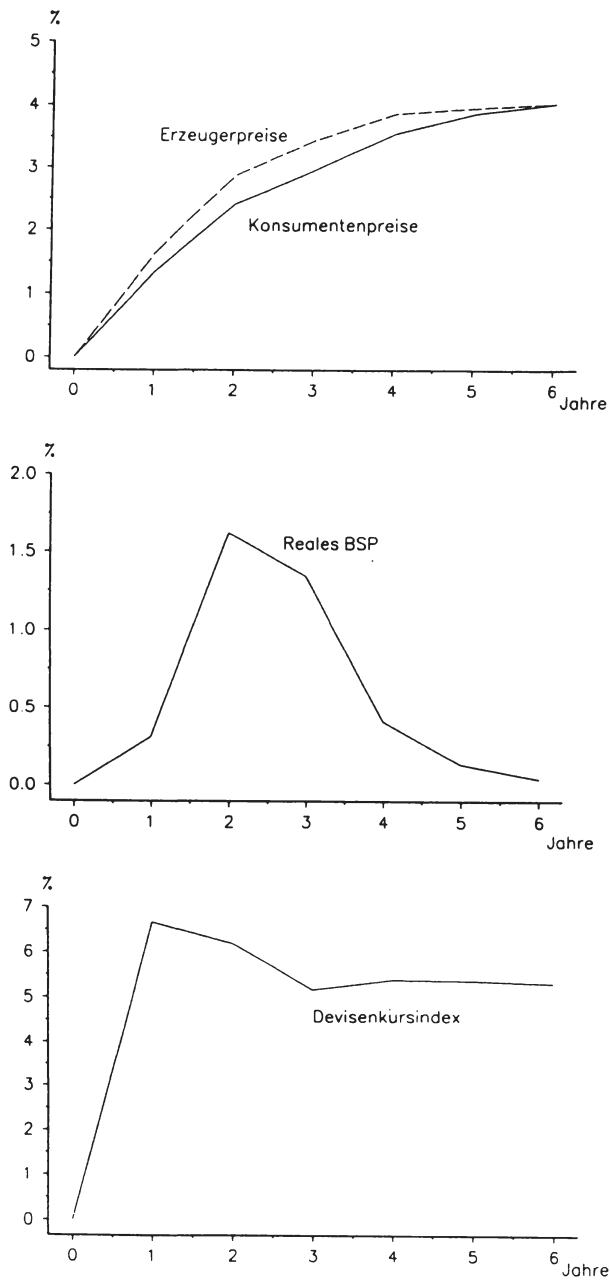 %
5
4
3
2
1
0
Erzeugerpreise
Konsumentenpreise
0 1 2 3 4 5 6 Jahre
%
2.0
1.5
1.0
0.5
0.0
Reales BSP
0 1 2 3 4 5 6
Jahre
%
7
6
5
4
3
2
1
0
Devisenkursindex
0 1 2 3 4 5 6
Jahre